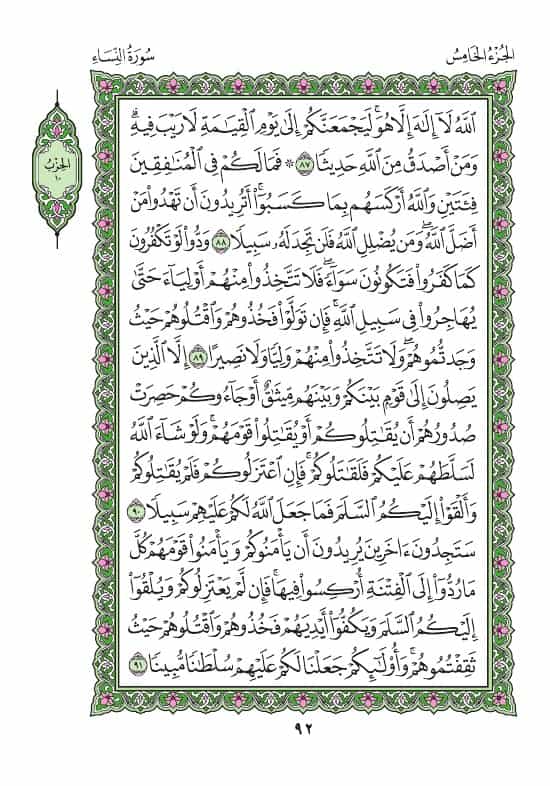 الجُزْءُ الخَامِسُ
سُورَةُ النِّسَاءِ
الحِزْبُ
١٠
ٱللَّهُ لَآ إِلَٰهَ إِلَّا هُوَۚ لَيَجْمَعَنَّكُمْ إِلَىٰ يَوْمِ ٱلْقِيَٰمَةِ لَا رَيْبَ فِيهِۗ
وَمَنْ أَصْدَقُ مِنَ ٱللَّهِ حَدِيثًا ٨٧ ۞ فَمَا لَكُمْ فِي ٱلْمُنَٰفِقِينَ
فِئَتَيْنِ وَٱللَّهُ أَرْكَسَهُم بِمَا كَسَبُوٓا۟ۚ أَتُرِيدُونَ أَن تَهْدُوا۟ مَنْ
أَضَلَّ ٱللَّهُۖ وَمَن يُضْلِلِ ٱللَّهُ فَلَن تَجِدَ لَهُۥ سَبِيلًا ٨٨ وَدُّوا۟ لَوْ تَكْفُرُونَ
كَمَا كَفَرُوا۟ فَتَكُونُونَ سَوَآءًۖ فَلَا تَتَّخِذُوا۟ مِنْهُمْ أَوْلِيَآءَ حَتَّىٰ
يُهَاجِرُوا۟ فِي سَبِيلِ ٱللَّهِۚ فَإِن تَوَلَّوْا۟ فَخُذُوهُمْ وَٱقْتُلُوهُمْ حَيْثُ
وَجَدتُّمُوهُمْۖ وَلَا تَتَّخِذُوا۟ مِنْهُمْ وَلِيًّا وَلَا نَصِيرًا ٨٩ إِلَّا ٱلَّذِينَ
يَصِلُونَ إِلَىٰ قَوْمٍۭ بَيْنَكُمْ وَبَيْنَهُم مِّيثَٰقٌ أَوْ جَآءُوكُمْ حَصِرَتْ
صُدُورُهُمْ أَن يُقَٰتِلُوكُمْ أَوْ يُقَٰتِلُوا۟ قَوْمَهُمْۚ وَلَوْ شَآءَ ٱللَّهُ
لَسَلَّطَهُمْ عَلَيْكُمْ فَلَقَٰتَلُوكُمْۚ فَإِنِ ٱعْتَزَلُوكُمْ فَلَمْ يُقَٰتِلُوكُمْ
وَأَلْقَوْا۟ إِلَيْكُمُ ٱلسَّلَمَ فَمَا جَعَلَ ٱللَّهُ لَكُمْ عَلَيْهِمْ سَبِيلًا ٩٠
سَتَجِدُونَ ءَاخَرِينَ يُرِيدُونَ أَن يَأْمَنُوكُمْ وَيَأْمَنُوا۟ قَوْمَهُمْ كُلَّ
مَا رُدُّوٓا۟ إِلَى ٱلْفِتْنَةِ أُرْكِسُوا۟ فِيهَاۚ فَإِن لَّمْ يَعْتَزِلُوكُمْ وَيُلْقُوٓا۟
إِلَيْكُمُ ٱلسَّلَمَ وَيَكُفُّوٓا۟ أَيْدِيَهُمْ فَخُذُوهُمْ وَٱقْتُلُوهُمْ حَيْثُ
ثَقِفْتُمُوهُمْۚ وَأُو۟لَٰٓئِكُمْ جَعَلْنَا لَكُمْ عَلَيْهِمْ سُلْطَٰنًا مُّبِينًا ٩١
٩٢